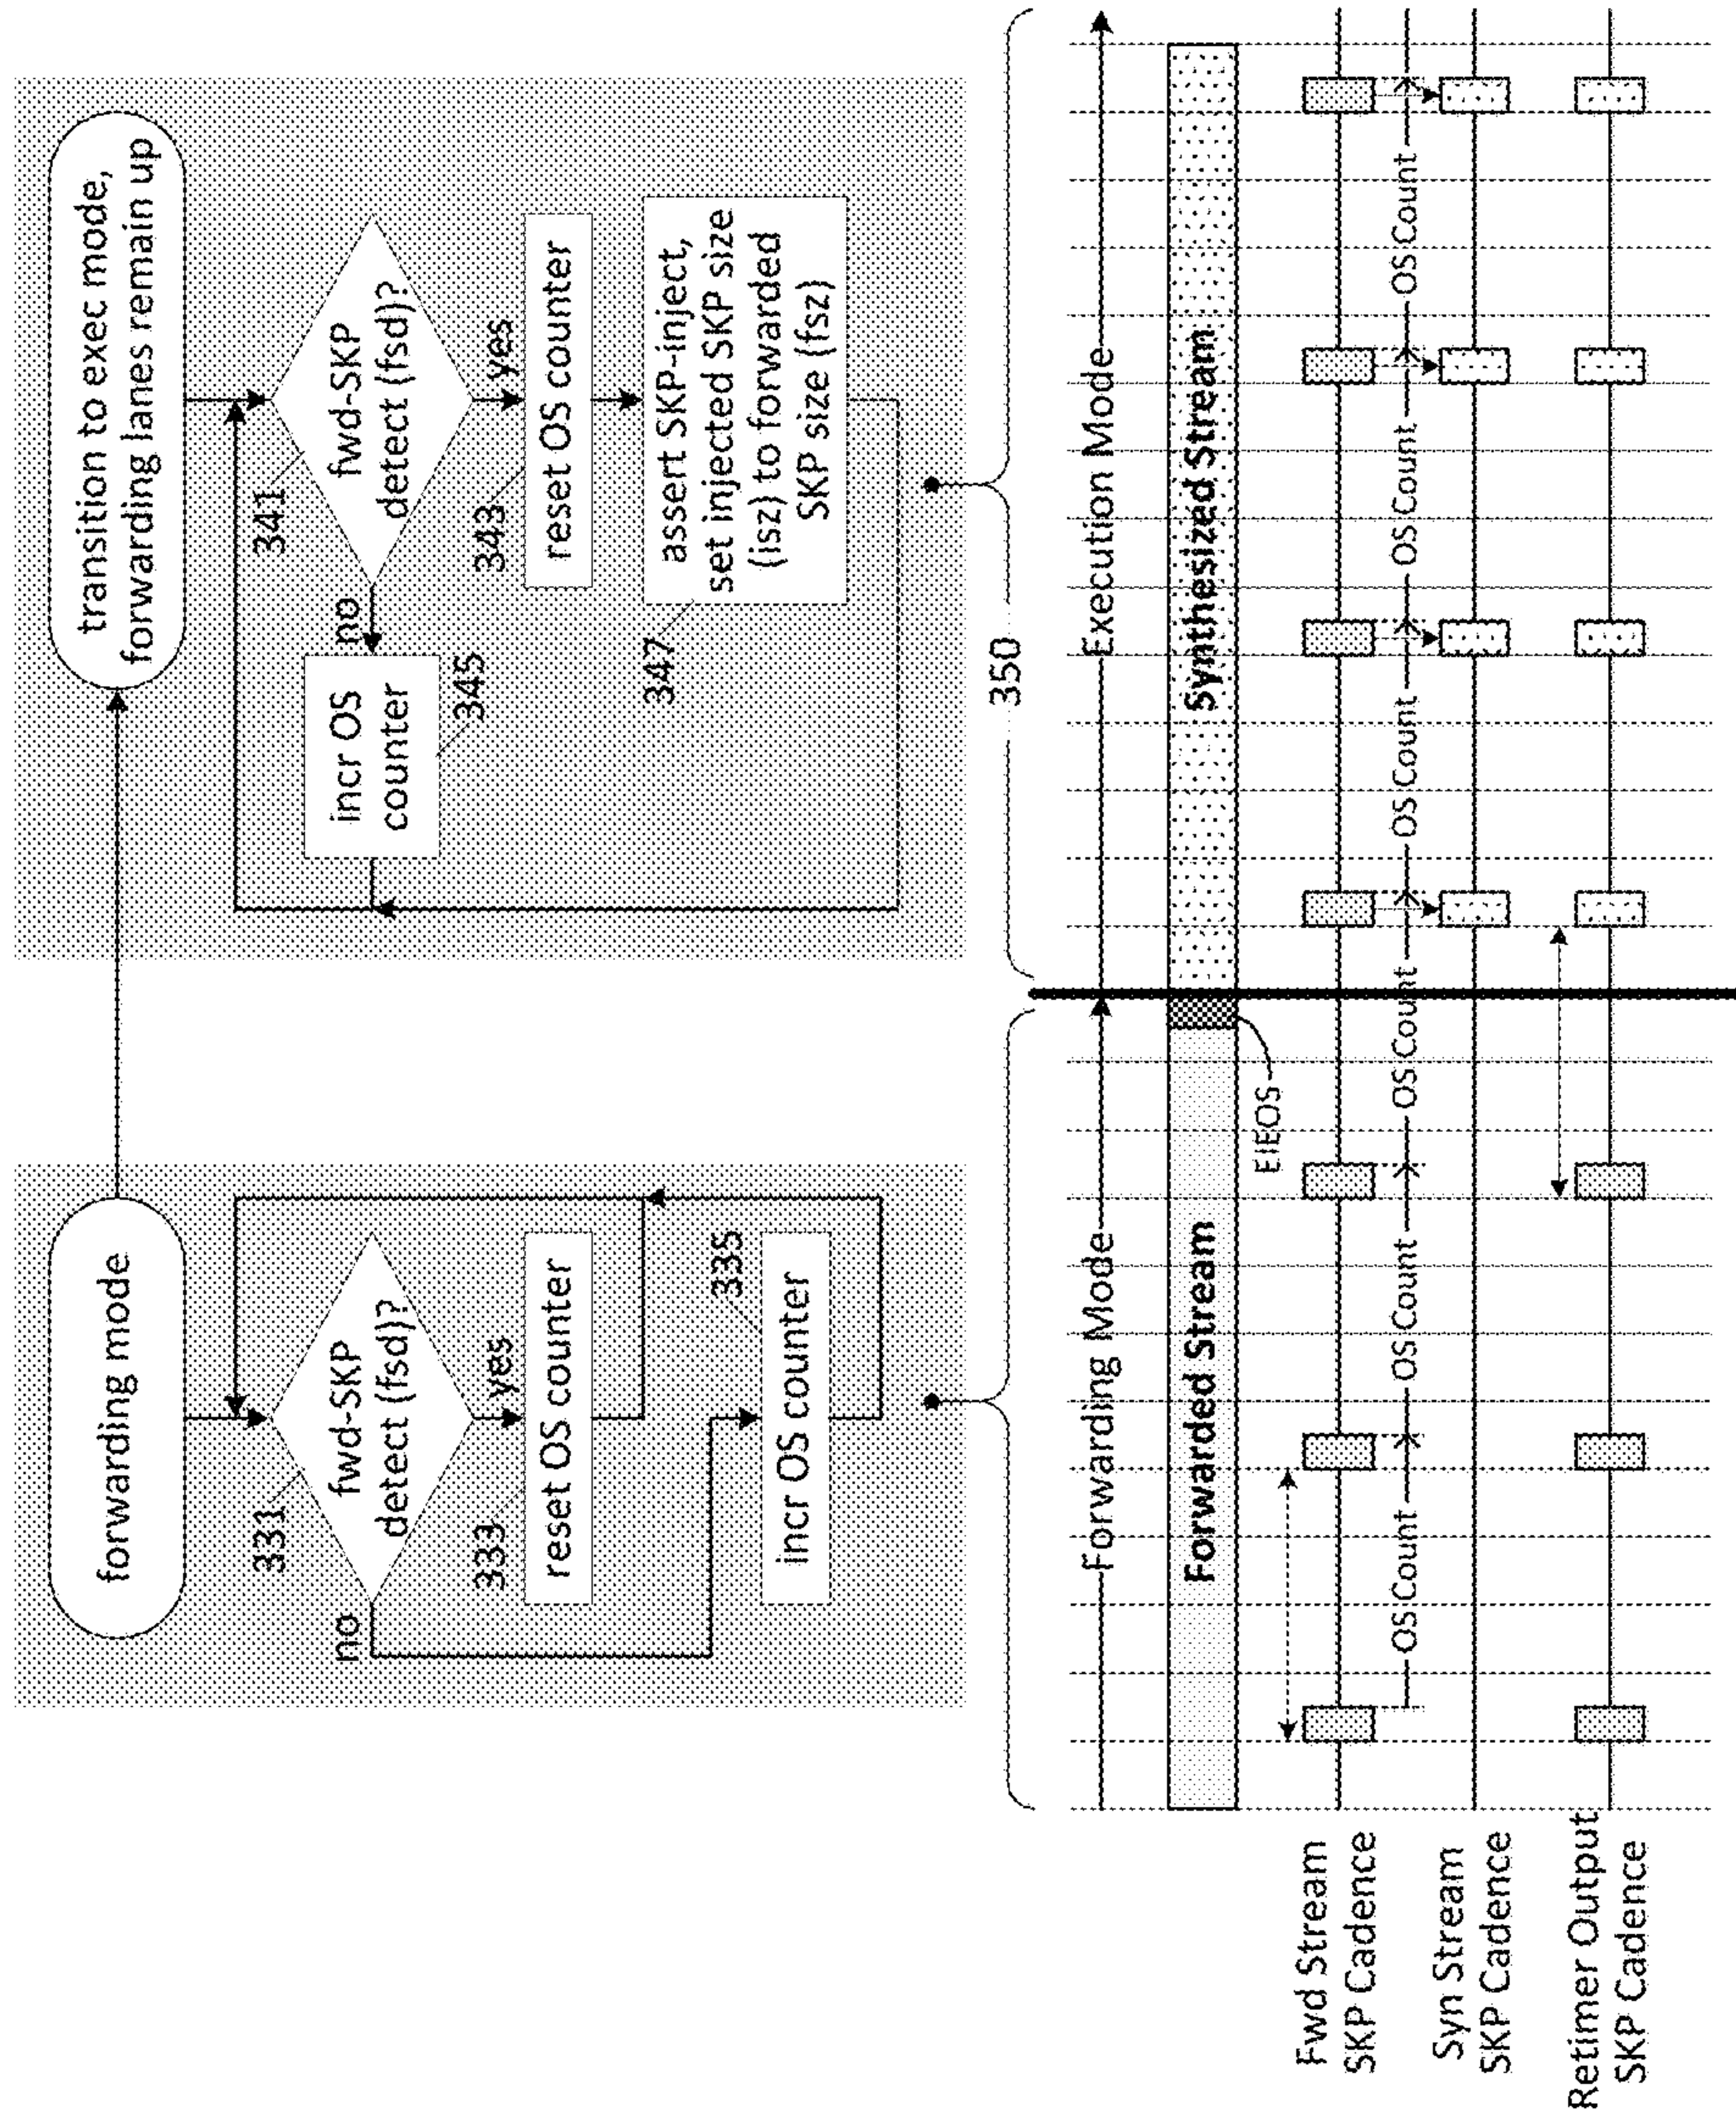 forwarding mode
331
fwd-SKP
detect (fsd)?
no
yes
333
reset OS counter
335
incr OS counter
transition to exec mode,
forwarding lanes remain up
341
fwd-SKP
detect (fsd)?
no
yes
incr OS
counter
345
343
reset OS counter
347
assert SKP-inject,
set injected SKP size
(isz) to forwarded
SKP size (fsz)
350
Forwarding Mode
Execution Mode
Forwarded Stream
Synthesized Stream
EIEOS
Fwd Stream
SKP Cadence
OS Count
OS Count
OS Count
OS Count
OS Count
OS Count
Syn Stream
SKP Cadence
Retimer Output
SKP Cadence